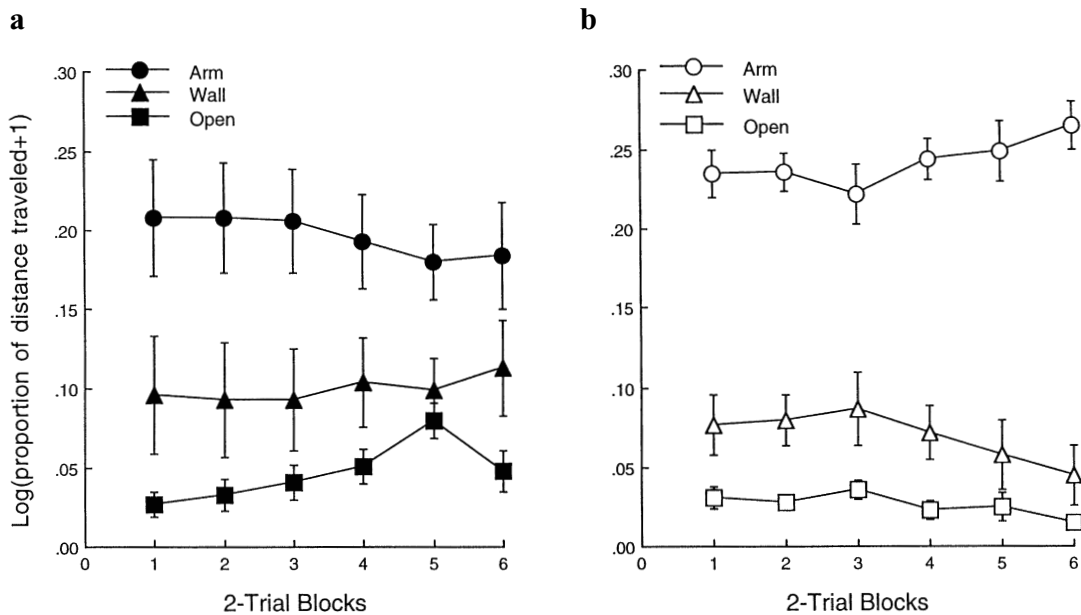 a
b
.30
.25
.20
.15
.10
.05
.00
Log(proportion of distance traveled+1)
Arm
Wall
Open
0 1 2 3 4 5 6
2-Trial Blocks
.30
.25
.20
.15
.10
.05
.00
Arm
Wall
Open
0 1 2 3 4 5 6
2-Trial Blocks